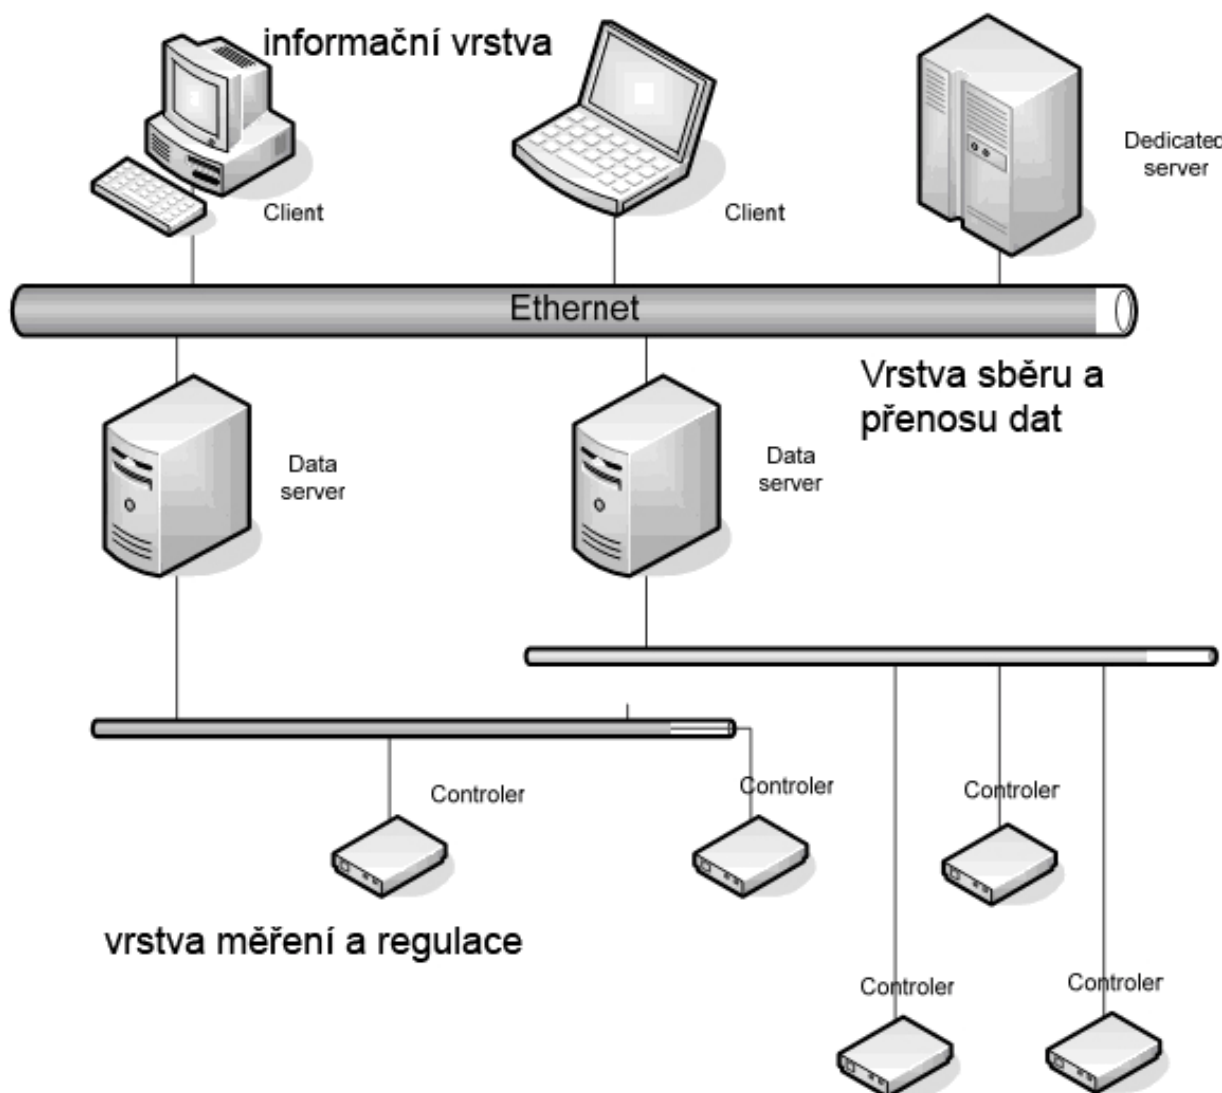 informační vrstva
Client
Client
Dedicated
server
Ethernet
Vrstva sběru a
přenosu dat
Data
server
Data
server
Controler
Controler
Controler
vrstva měření a regulace
Controler
Controler